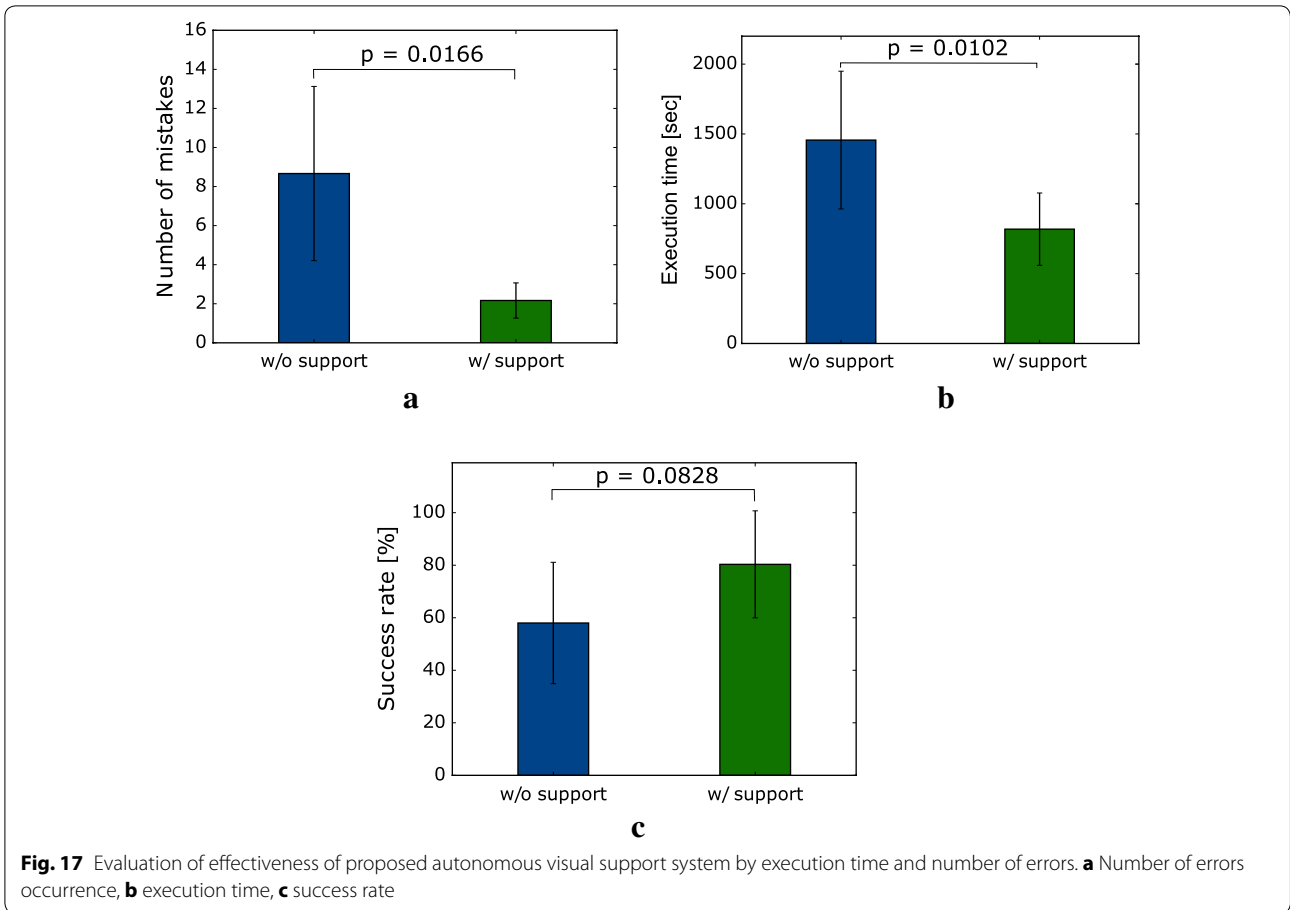 16
14
12
10
8
6
4
2
0
Number of mistakes
p = 0.0166
w/o support
w/ support
a
2000
1500
1000
500
0
Execution time [sec]
p = 0.0102
w/o support
w/ support
b
100
80
60
40
20
0
Success rate [%]
p = 0.0828
w/o support
w/ support
c
Fig. 17 Evaluation of effectiveness of proposed autonomous visual support system by execution time and number of errors. a Number of errors
occurrence, b execution time, c success rate